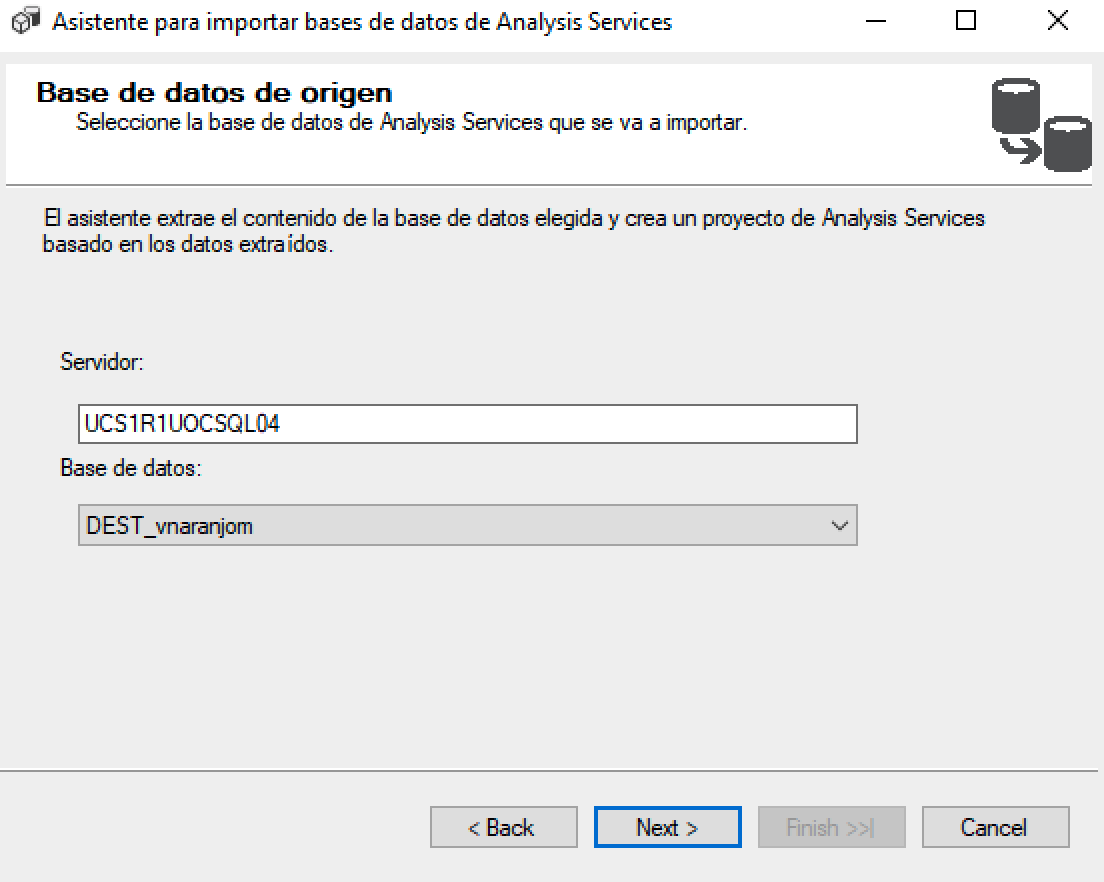 Asistente para importar bases de datos de Analysis Services
Base de datos de origen
Seleccione la base de datos de Analysis Services que se va a importar.
El asistente extrae el contenido de la base de datos elegida y crea un proyecto de Analysis Services
basado en los datos extraídos.
Servidor:
UCS1R1UOCSQL04
Base de datos:
DEST_vnaranjom
< Back
Next >
Finish >>|
Cancel